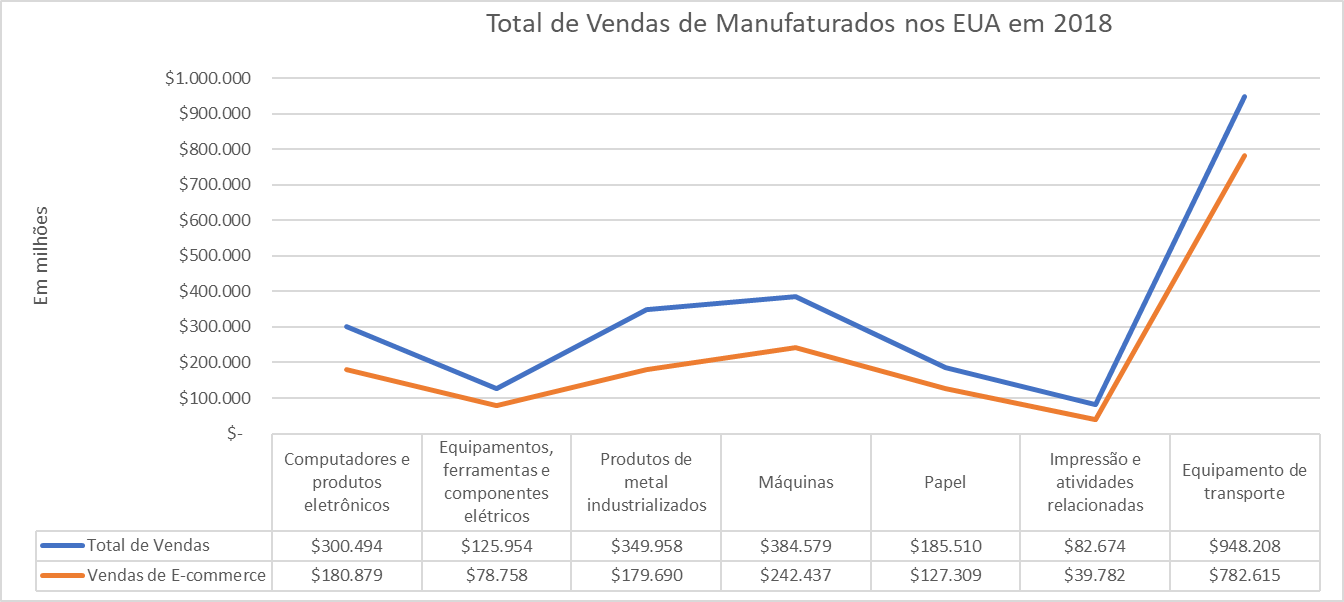 Total de Vendas de Manufaturados nos EUA em 2018
Em milhões
$1.000.000
$900.000
$800.000
$700.000
$600.000
$500.000
$400.000
$300.000
$200.000
$100.000
$-
Computadores e
produtos
eletrônicos
Equipamentos,
ferramentas e
componentes
elétricos
Produtos de
metal
industrializados
Máquinas
Papel
Impressão e
atividades
relacionadas
Equipamento de
transporte
Total de Vendas $300.494 $125.954 $349.958 $384.579 $185.510 $82.674 $948.208
Vendas de E-commerce $180.879 $78.758 $179.690 $242.437 $127.309 $39.782 $782.615